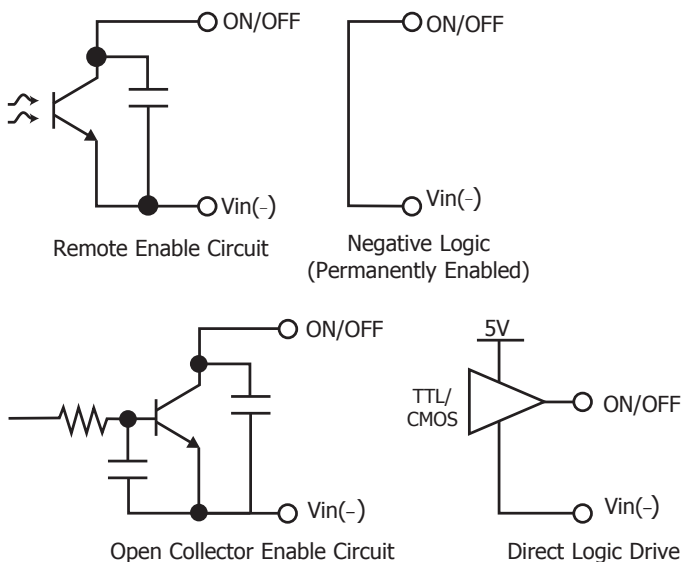 ON/OFF
Vin(–)
Remote Enable Circuit
ON/OFF
Vin(–)
Negative Logic
(Permanently Enabled)
ON/OFF
Vin(–)
Open Collector Enable Circuit
5V
TTL/
CMOS
ON/OFF
Vin(–)
Direct Logic Drive